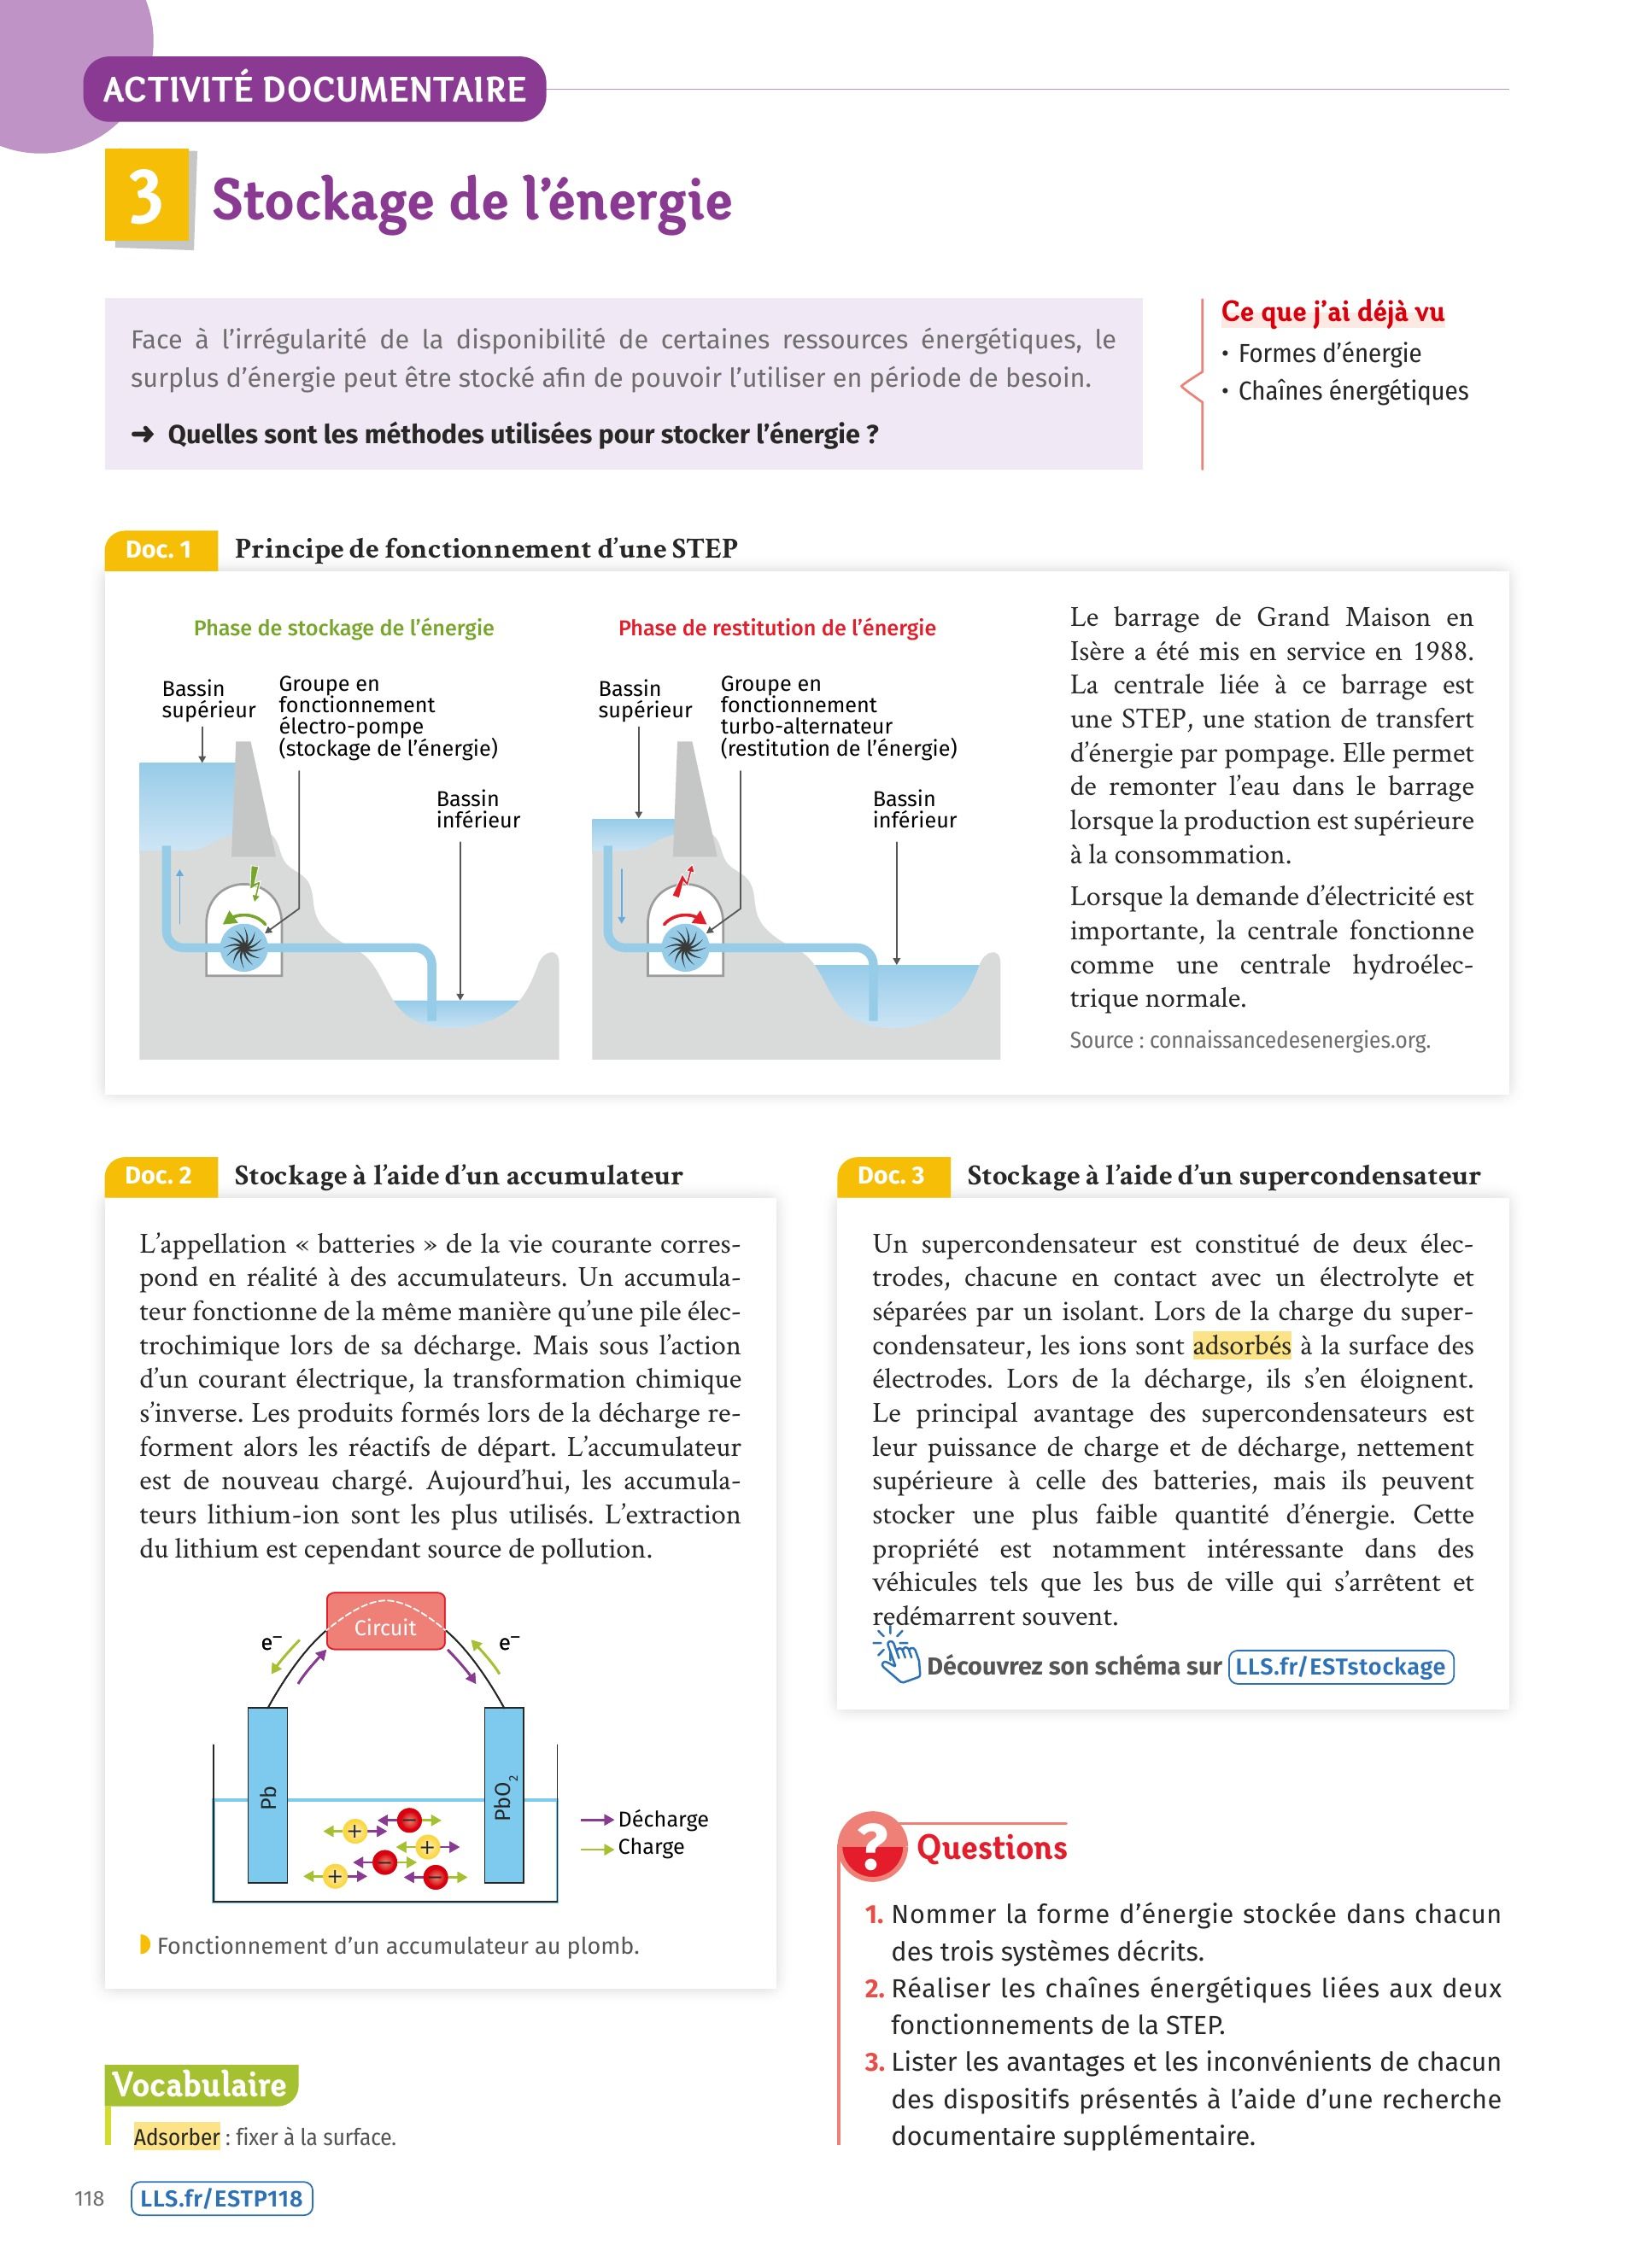 ACTIVITÉ DOCUMENTAIRE
3
Stockage de l'énergie
Face à l'irrégularité de la disponibilité de certaines ressources énergétiques, le
surplus d'énergie peut être stocké afin de pouvoir l'utiliser en période de besoin.
➜ Quelles sont les méthodes utilisées pour stocker l'énergie ?
Ce que j'ai déjà vu
• Formes d'énergie
• Chaînes énergétiques
Doc. 1
Principe de fonctionnement d'une STEP
Phase de stockage de l'énergie
Bassin
supérieur
Groupe en
fonctionnement
électro-pompe
(stockage de l'énergie)
Bassin
inférieur
Phase de restitution de l'énergie
Bassin
supérieur
Groupe en
fonctionnement
turbo-alternateur
(restitution de l'énergie)
Bassin
inférieur
Le barrage de Grand Maison en
Isère a été mis en service en 1988.
La centrale liée à ce barrage est
une STEP, une station de transfert
d'énergie par pompage. Elle permet
de remonter l'eau dans le barrage
lorsque la production est supérieure
à la consommation.
Lorsque la demande d'électricité est
importante, la centrale fonctionne
comme une centrale hydroélec-
trique normale.
Source : connaissancedesenergies.org.
Doc. 2
Stockage à l'aide d'un accumulateur
L'appellation « batteries » de la vie courante corres-
pond en réalité à des accumulateurs. Un accumula-
teur fonctionne de la même manière qu'une pile élec-
trochimique lors de sa décharge. Mais sous l'action
d'un courant électrique, la transformation chimique
s'inverse. Les produits formés lors de la décharge re-
forment alors les réactifs de départ. L'accumulateur
est de nouveau chargé. Aujourd'hui, les accumula-
teurs lithium-ion sont les plus utilisés. L'extraction
du lithium est cependant source de pollution.
Circuit
e⁻
e⁻
Pb
PbO₂
+
−
+
−
+
−
Décharge
Charge
Fonctionnement d'un accumulateur au plomb.
Doc. 3
Stockage à l'aide d'un supercondensateur
Un supercondensateur est constitué de deux élec-
trodes, chacune en contact avec un électrolyte et
séparées par un isolant. Lors de la charge du super-
condensateur, les ions sont adsorbés à la surface des
électrodes. Lors de la décharge, ils s'en éloignent.
Le principal avantage des supercondensateurs est
leur puissance de charge et de décharge, nettement
supérieure à celle des batteries, mais ils peuvent
stocker une plus faible quantité d'énergie. Cette
propriété est notamment intéressante dans des
véhicules tels que les bus de ville qui s'arrêtent et
redémarrent souvent.
Découvrez son schéma sur LLS.fr/ESTstockage
?
Questions
1. Nommer la forme d'énergie stockée dans chacun
des trois systèmes décrits.
2. Réaliser les chaînes énergétiques liées aux deux
fonctionnements de la STEP.
3. Lister les avantages et les inconvénients de chacun
des dispositifs présentés à l'aide d'une recherche
documentaire supplémentaire.
Vocabulaire
Adsorber : fixer à la surface.
118
LLS.fr/ESTP118